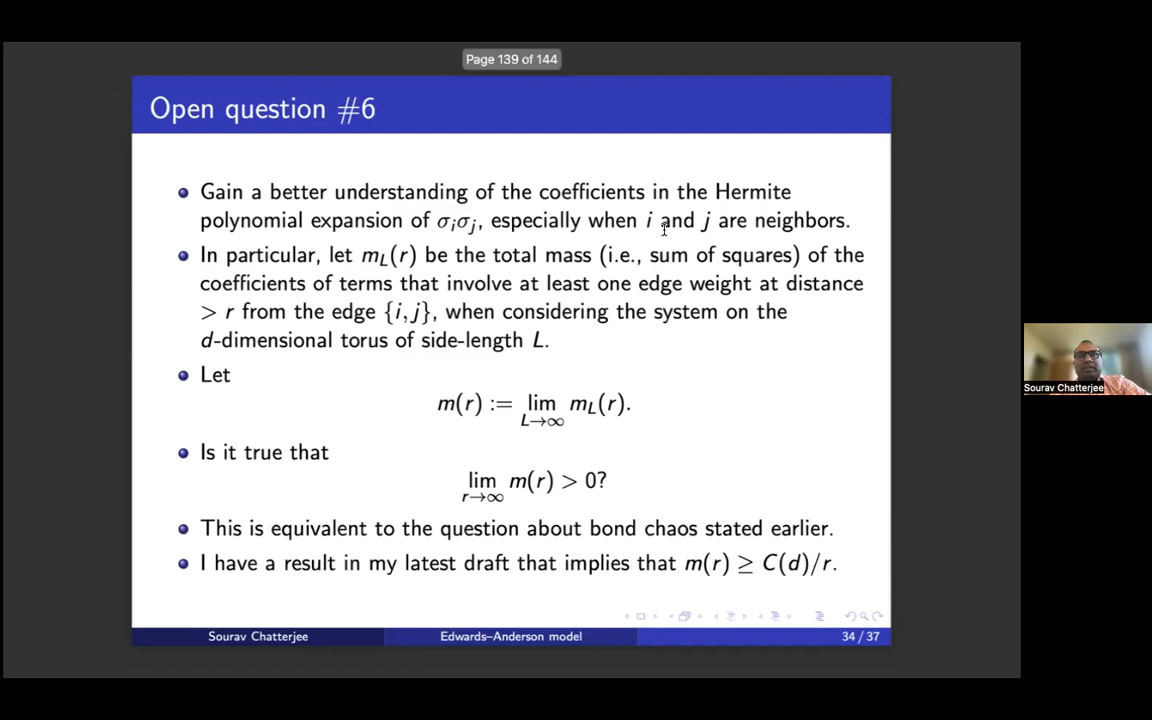 Page 139 of 144
Open question #6
Gain a better understanding of the coefficients in the Hermite
polynomial expansion of σᵢσⱼ, especially when i and j are neighbors.
In particular, let m_L(r) be the total mass (i.e., sum of squares) of the
coefficients of terms that involve at least one edge weight at distance
> r from the edge {i, j}, when considering the system on the
d-dimensional torus of side-length L.
Let
m(r) := lim_{L→∞} m_L(r).
Is it true that
lim_{r→∞} m(r) > 0?
This is equivalent to the question about bond chaos stated earlier.
I have a result in my latest draft that implies that m(r) ≥ C(d)/r.
Sourav Chatterjee
Edwards–Anderson model
34 / 37
Sourav Chatterjee